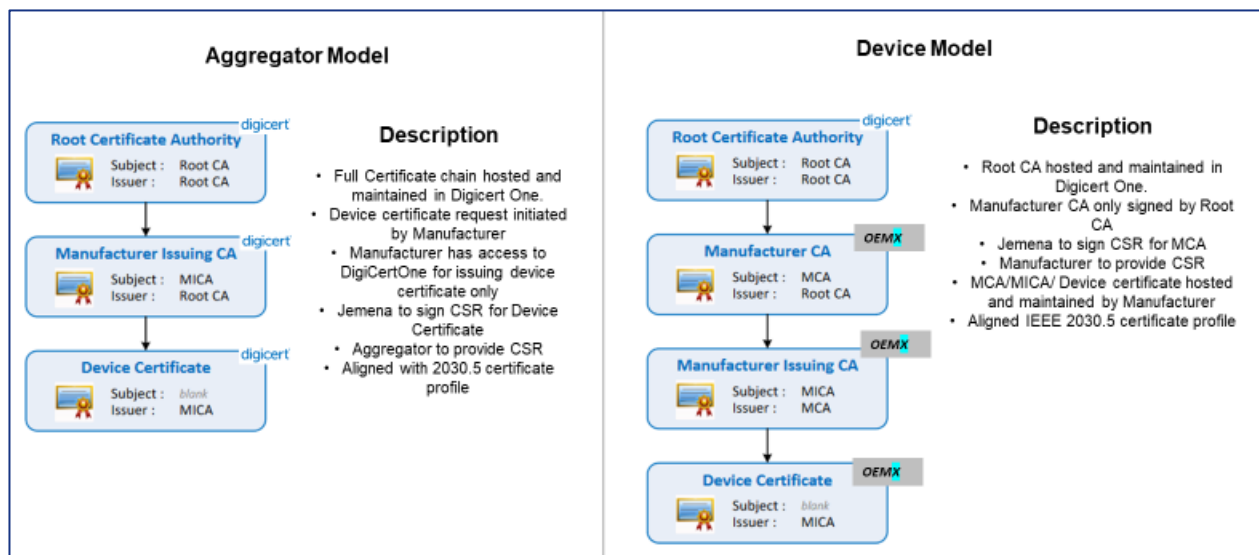 Aggregator Model
digicert
Root Certificate Authority
Subject : Root CA
Issuer : Root CA
digicert
Manufacturer Issuing CA
Subject : MICA
Issuer : Root CA
digicert
Device Certificate
Subject : blank
Issuer : MICA
Description
• Full Certificate chain hosted and
maintained in Digicert One.
• Device certificate request initiated
by Manufacturer
• Manufacturer has access to
DigiCertOne for issuing device
certificate only
• Jemena to sign CSR for Device
Certificate
• Aggregator to provide CSR
• Aligned with 2030.5 certificate
profile
Device Model
digicert
Root Certificate Authority
Subject : Root CA
Issuer : Root CA
OEMX
Manufacturer CA
Subject : MCA
Issuer : Root CA
OEMX
Manufacturer Issuing CA
Subject : MICA
Issuer : MCA
OEMX
Device Certificate
Subject : blank
Issuer : MICA
Description
• Root CA hosted and maintained in
Digicert One.
• Manufacturer CA only signed by Root
CA
• Jemena to sign CSR for MCA
• Manufacturer to provide CSR
• MCA/MICA/ Device certificate hosted
and maintained by Manufacturer
• Aligned IEEE 2030.5 certificate profile